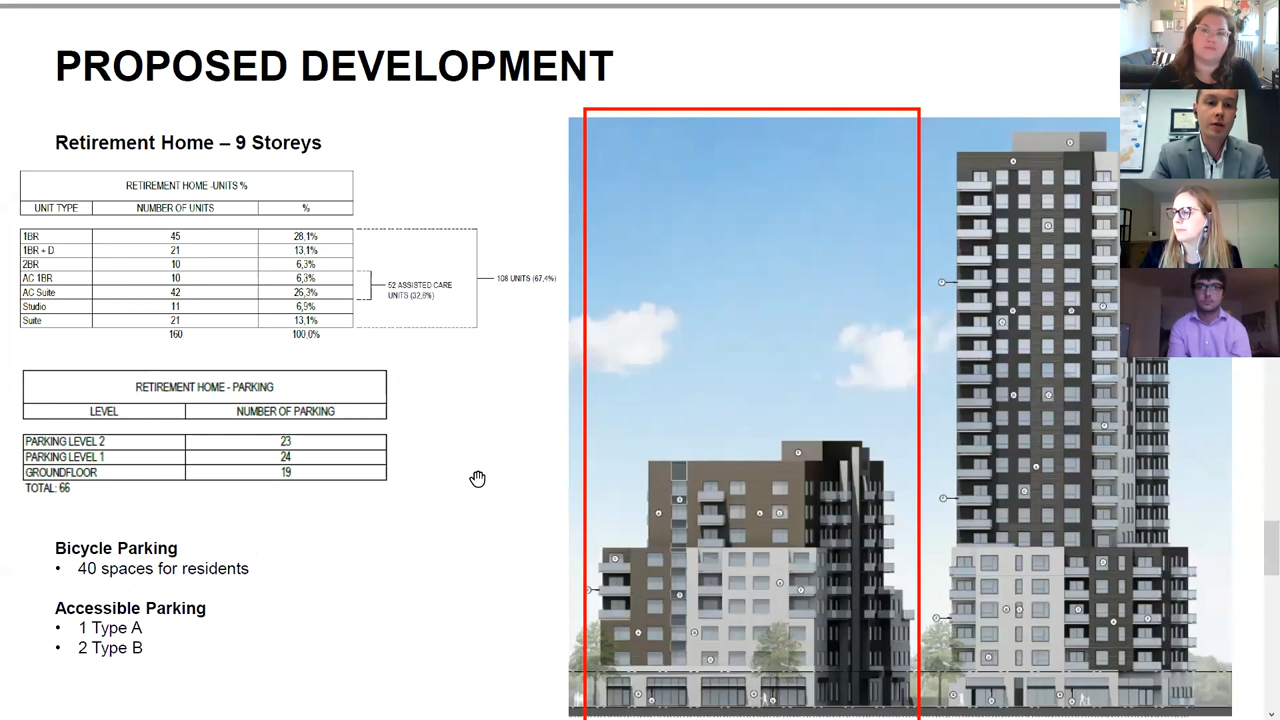 PROPOSED DEVELOPMENT
Retirement Home – 9 Storeys
RETIREMENT HOME -UNITS %
UNIT TYPE NUMBER OF UNITS %
1BR 45 28,1%
1BR + D 21 13,1%
2BR 10 6,3%
AC 1BR 10 6,3%
AC Suite 42 26,3%
Studio 11 6,9%
Suite 21 13,1%
160 100,0%
52 ASSISTED CARE
UNITS (32,6%)
108 UNITS (67,4%)
RETIREMENT HOME - PARKING
LEVEL NUMBER OF PARKING
PARKING LEVEL 2 23
PARKING LEVEL 1 24
GROUNDFLOOR 19
TOTAL: 66
Bicycle Parking
• 40 spaces for residents
Accessible Parking
• 1 Type A
• 2 Type B